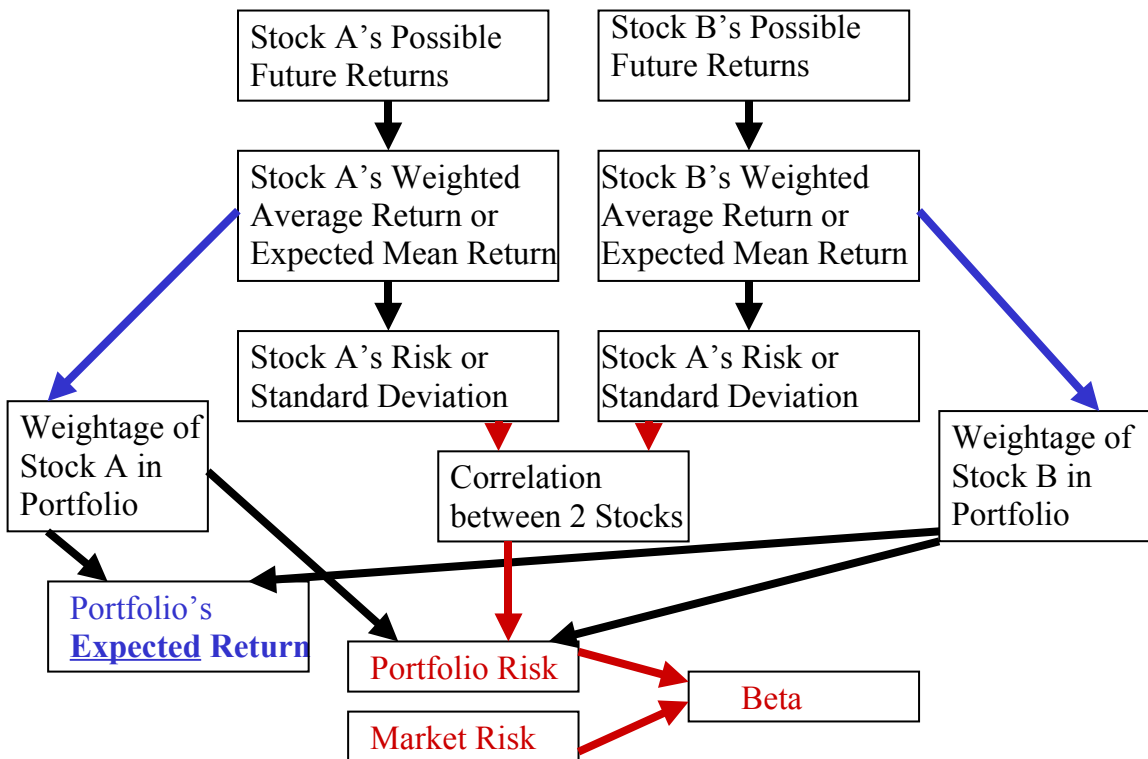 Stock A’s Possible
Future Returns
Stock B’s Possible
Future Returns
Stock A’s Weighted
Average Return or
Expected Mean Return
Stock B’s Weighted
Average Return or
Expected Mean Return
Stock A’s Risk or
Standard Deviation
Stock A’s Risk or
Standard Deviation
Weightage of
Stock A in
Portfolio
Correlation
between 2 Stocks
Weightage of
Stock B in
Portfolio
Portfolio’s
Expected Return
Portfolio Risk
Beta
Market Risk